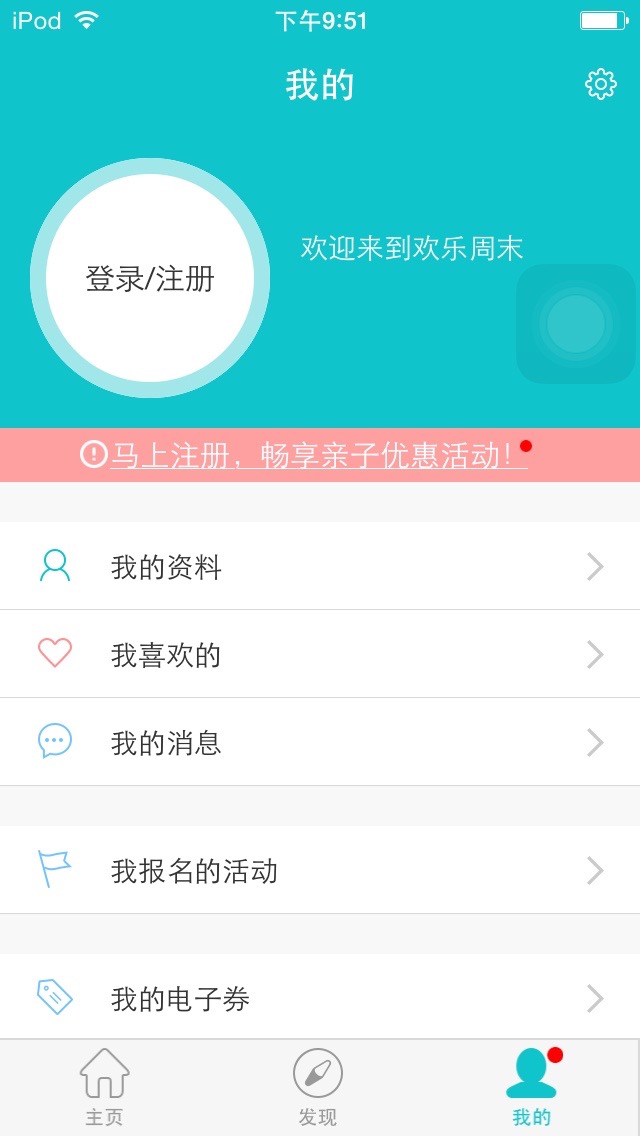 iPod 下午9:51
我的
登录/注册
欢迎来到欢乐周末
马上注册，畅享亲子优惠活动！
我的资料
我喜欢的
我的消息
我报名的活动
我的电子券
主页 发现 我的